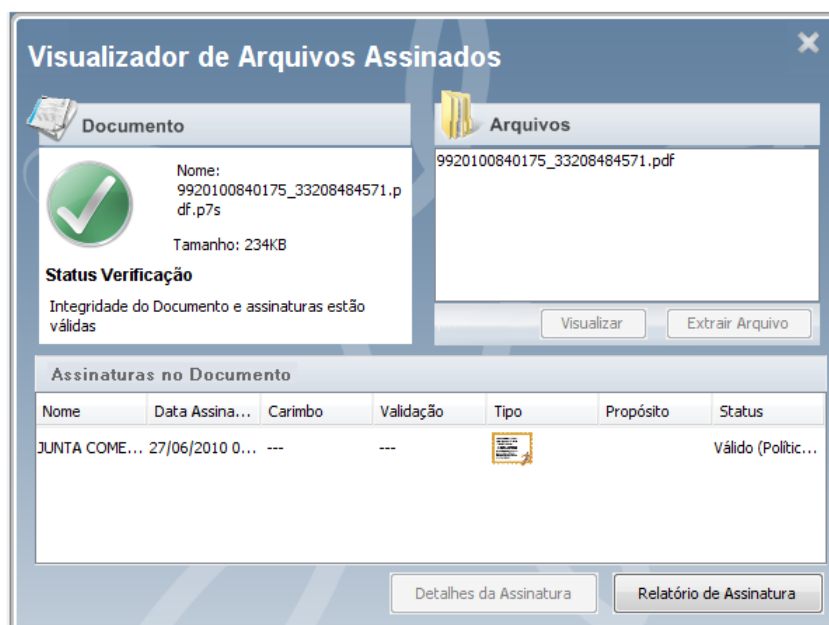 Visualizador de Arquivos Assinados
Documento
Nome:
9920100840175_33208484571.p
df.p7s
Tamanho: 234KB
Status Verificação
Integridade do Documento e assinaturas estão
válidas
Arquivos
9920100840175_33208484571.pdf
Visualizar
Extrair Arquivo
Assinaturas no Documento
Nome Data Assina... Carimbo Validação Tipo Propósito Status
JUNTA COME... 27/06/2010 0... --- --- Válido (Polític...
Detalhes da Assinatura
Relatório de Assinatura